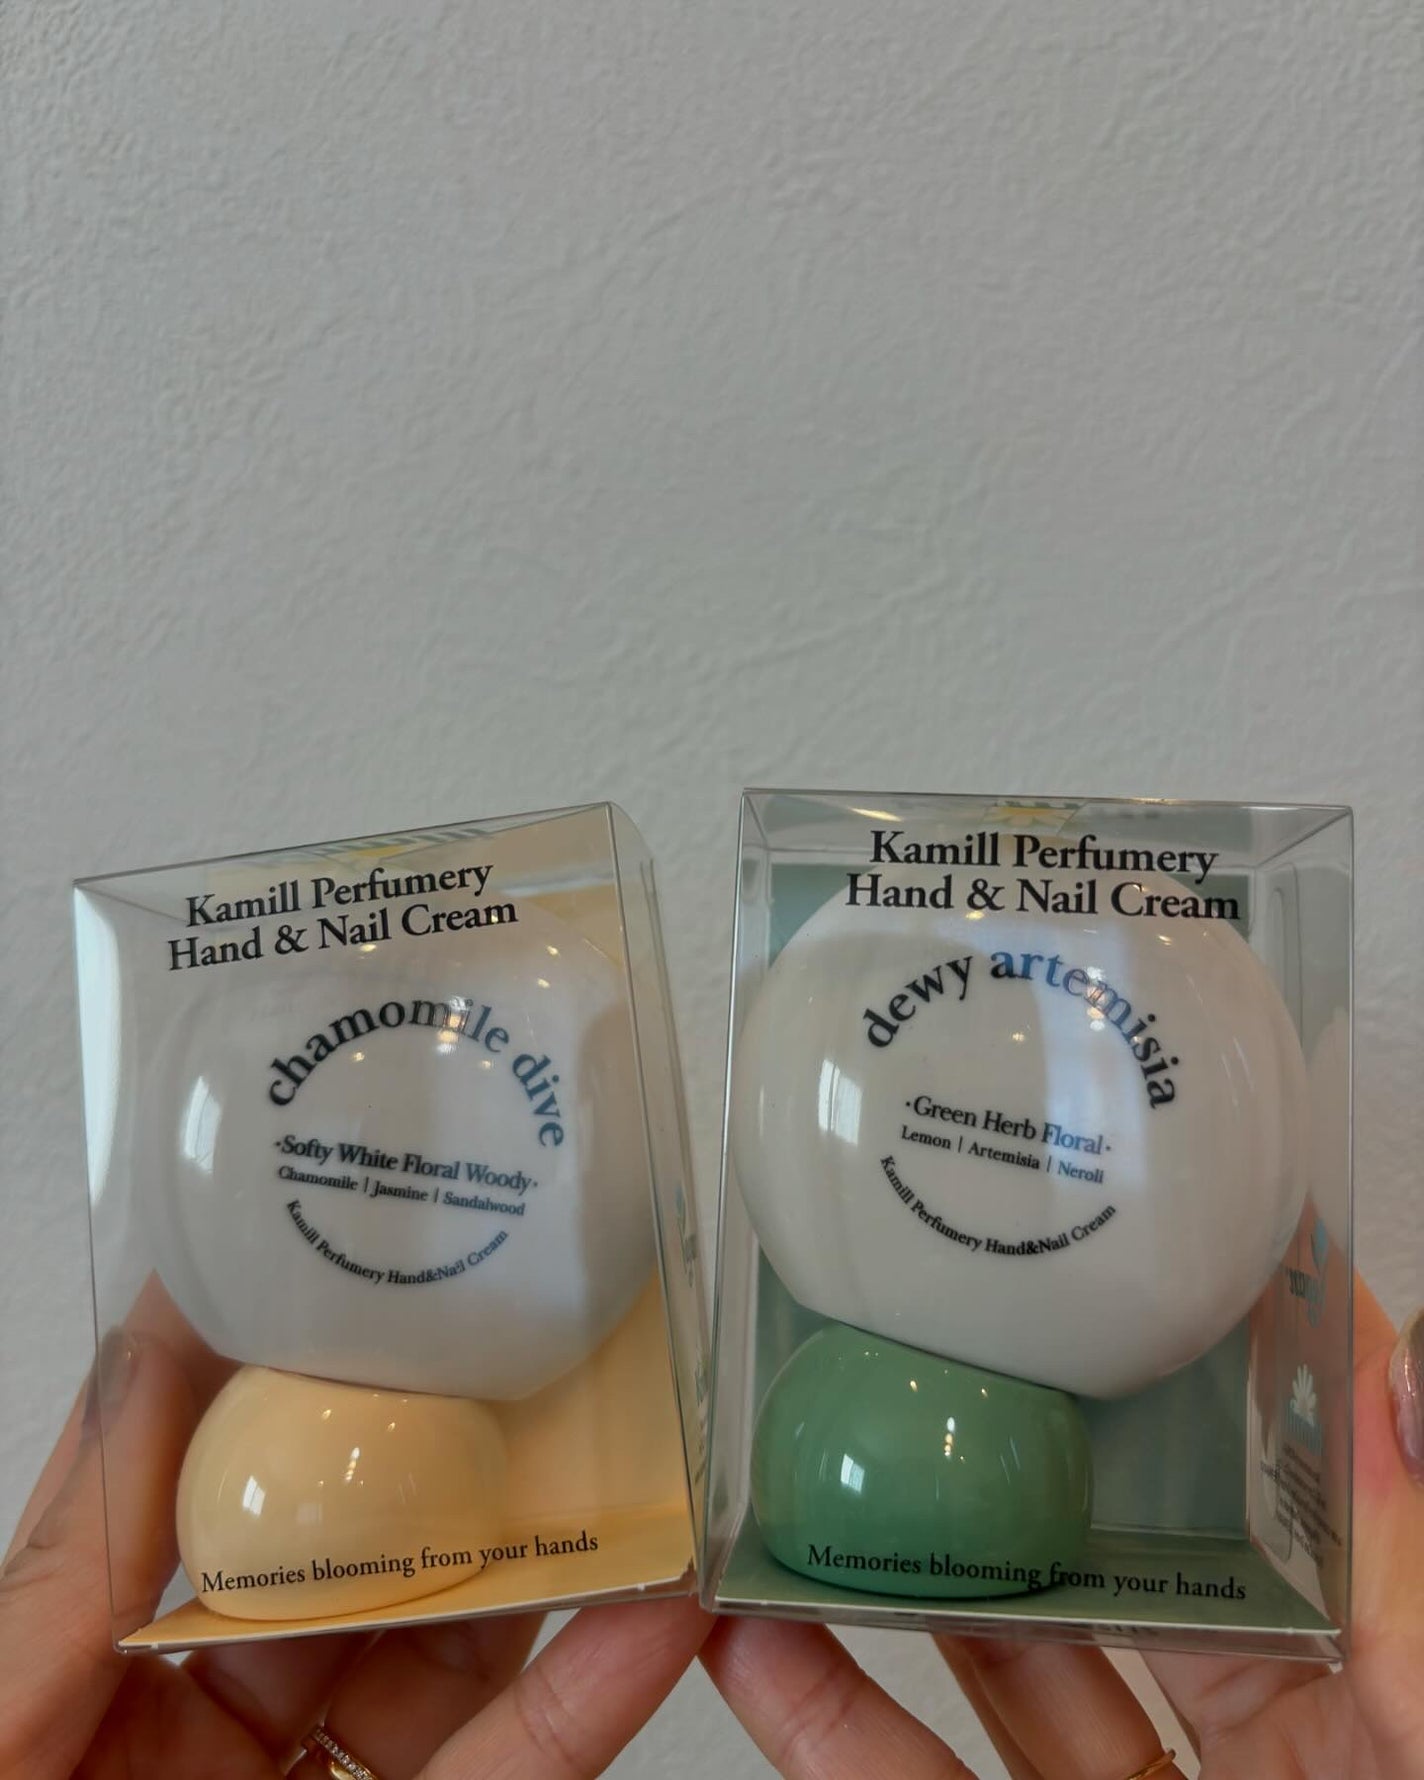 Kamill Perfumery
Hand & Nail Cream
chamomile dive
·Softy White Floral Woody·
Chamomile | Jasmine | Sandalwood
Kamill Perfumery Hand&Nail Cream
Memories blooming from your hands
Kamill Perfumery
Hand & Nail Cream
dewy artemisia
·Green Herb Floral·
Lemon | Artemisia | Neroli
Kamill Perfumery Hand&Nail Cream
Memories blooming from your hands